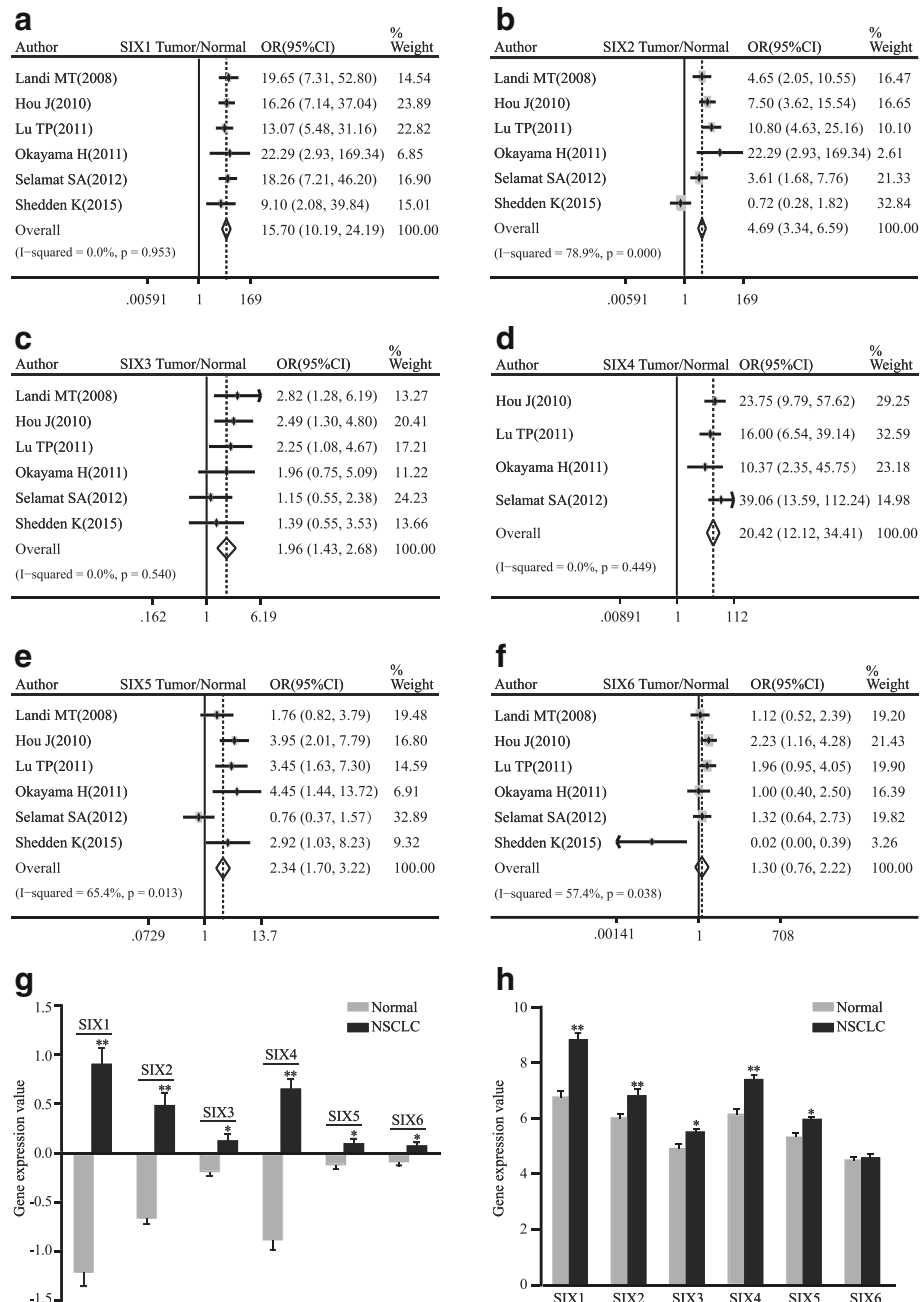 a
Author SIX1 Tumor/Normal OR(95%CI) % Weight
Landi MT(2008) 19.65 (7.31, 52.80) 14.54
Hou J(2010) 16.26 (7.14, 37.04) 23.89
Lu TP(2011) 13.07 (5.48, 31.16) 22.82
Okayama H(2011) 22.29 (2.93, 169.34) 6.85
Selamat SA(2012) 18.26 (7.21, 46.20) 16.90
Shedden K(2015) 9.10 (2.08, 39.84) 15.01
Overall 15.70 (10.19, 24.19) 100.00
(I−squared = 0.0%, p = 0.953)
.00591 1 169
b
Author SIX2 Tumor/Normal OR(95%CI) % Weight
Landi MT(2008) 4.65 (2.05, 10.55) 16.47
Hou J(2010) 7.50 (3.62, 15.54) 16.65
Lu TP(2011) 10.80 (4.63, 25.16) 10.10
Okayama H(2011) 22.29 (2.93, 169.34) 2.61
Selamat SA(2012) 3.61 (1.68, 7.76) 21.33
Shedden K(2015) 0.72 (0.28, 1.82) 32.84
Overall 4.69 (3.34, 6.59) 100.00
(I−squared = 78.9%, p = 0.000)
.00591 1 169
c
Author SIX3 Tumor/Normal OR(95%CI) % Weight
Landi MT(2008) 2.82 (1.28, 6.19) 13.27
Hou J(2010) 2.49 (1.30, 4.80) 20.41
Lu TP(2011) 2.25 (1.08, 4.67) 17.21
Okayama H(2011) 1.96 (0.75, 5.09) 11.22
Selamat SA(2012) 1.15 (0.55, 2.38) 24.23
Shedden K(2015) 1.39 (0.55, 3.53) 13.66
Overall 1.96 (1.43, 2.68) 100.00
(I−squared = 0.0%, p = 0.540)
.162 1 6.19
d
Author SIX4 Tumor/Normal OR(95%CI) % Weight
Hou J(2010) 23.75 (9.79, 57.62) 29.25
Lu TP(2011) 16.00 (6.54, 39.14) 32.59
Okayama H(2011) 10.37 (2.35, 45.75) 23.18
Selamat SA(2012) 39.06 (13.59, 112.24) 14.98
Overall 20.42 (12.12, 34.41) 100.00
(I−squared = 0.0%, p = 0.449)
.00891 1 112
e
Author SIX5 Tumor/Normal OR(95%CI) % Weight
Landi MT(2008) 1.76 (0.82, 3.79) 19.48
Hou J(2010) 3.95 (2.01, 7.79) 16.80
Lu TP(2011) 3.45 (1.63, 7.30) 14.59
Okayama H(2011) 4.45 (1.44, 13.72) 6.91
Selamat SA(2012) 0.76 (0.37, 1.57) 32.89
Shedden K(2015) 2.92 (1.03, 8.23) 9.32
Overall 2.34 (1.70, 3.22) 100.00
(I−squared = 65.4%, p = 0.013)
.0729 1 13.7
f
Author SIX6 Tumor/Normal OR(95%CI) % Weight
Landi MT(2008) 1.12 (0.52, 2.39) 19.20
Hou J(2010) 2.23 (1.16, 4.28) 21.43
Lu TP(2011) 1.96 (0.95, 4.05) 19.90
Okayama H(2011) 1.00 (0.40, 2.50) 16.39
Selamat SA(2012) 1.32 (0.64, 2.73) 19.82
Shedden K(2015) 0.02 (0.00, 0.39) 3.26
Overall 1.30 (0.76, 2.22) 100.00
(I−squared = 57.4%, p = 0.038)
.00141 1 708
g
Gene expression value
1.5
1.0
0.5
0.0
-0.5
-1.0
-1.5
Normal
NSCLC
SIX1
**
SIX2
**
SIX3
*
SIX4
**
SIX5
*
SIX6
*
h
Gene expression value
10
8
6
4
2
0
Normal
NSCLC
** ** * ** *
SIX1 SIX2 SIX3 SIX4 SIX5 SIX6